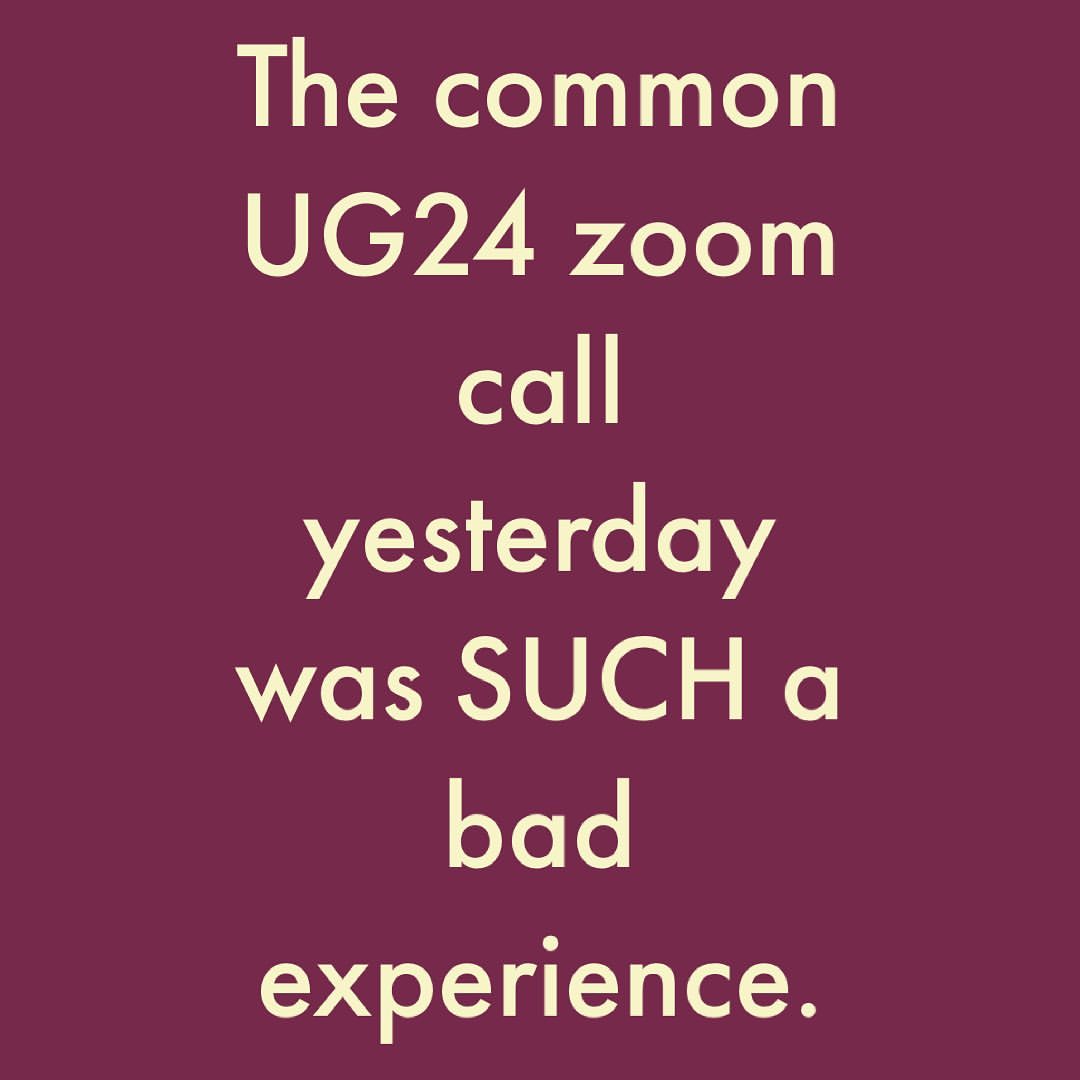 The common
UG24 zoom
call
yesterday
was SUCH a
bad
experience.